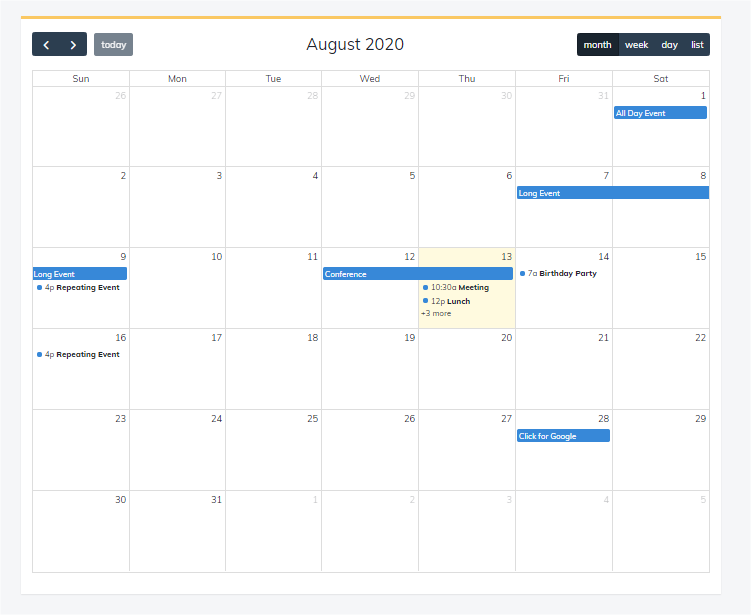 today
August 2020
month week day list
Sun Mon Tue Wed Thu Fri Sat
26 27 28 29 30 31 1
All Day Event
2 3 4 5 6 7 8
Long Event
9 10 11 12 13 14 15
Long Event Conference 7a Birthday Party
4p Repeating Event 10:30a Meeting
12p Lunch
+3 more
16 17 18 19 20 21 22
4p Repeating Event
23 24 25 26 27 28 29
Click for Google
30 31 1 2 3 4 5